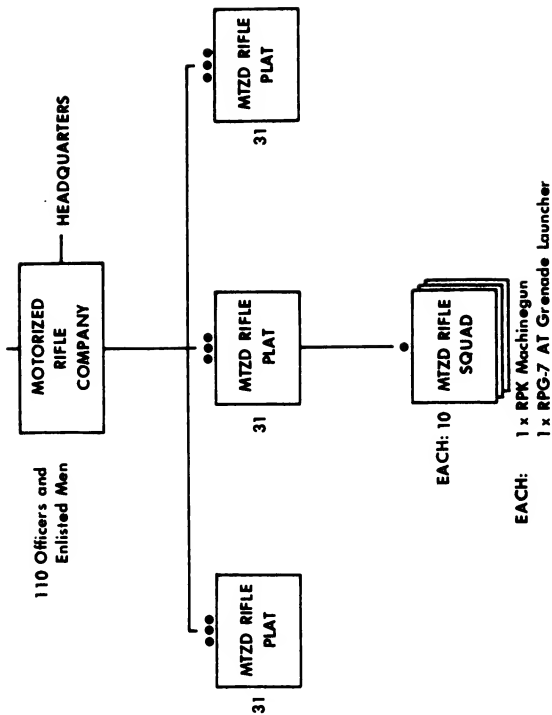 MOTORIZED
RIFLE
COMPANY
HEADQUARTERS
110 Officers and
Enlisted Men
MTZD RIFLE
PLAT
31
MTZD RIFLE
PLAT
31
MTZD RIFLE
PLAT
31
MTZD RIFLE
SQUAD
EACH: 10
EACH: 1 x RPK Machinegun
1 x RPG-7 AT Grenade Launcher